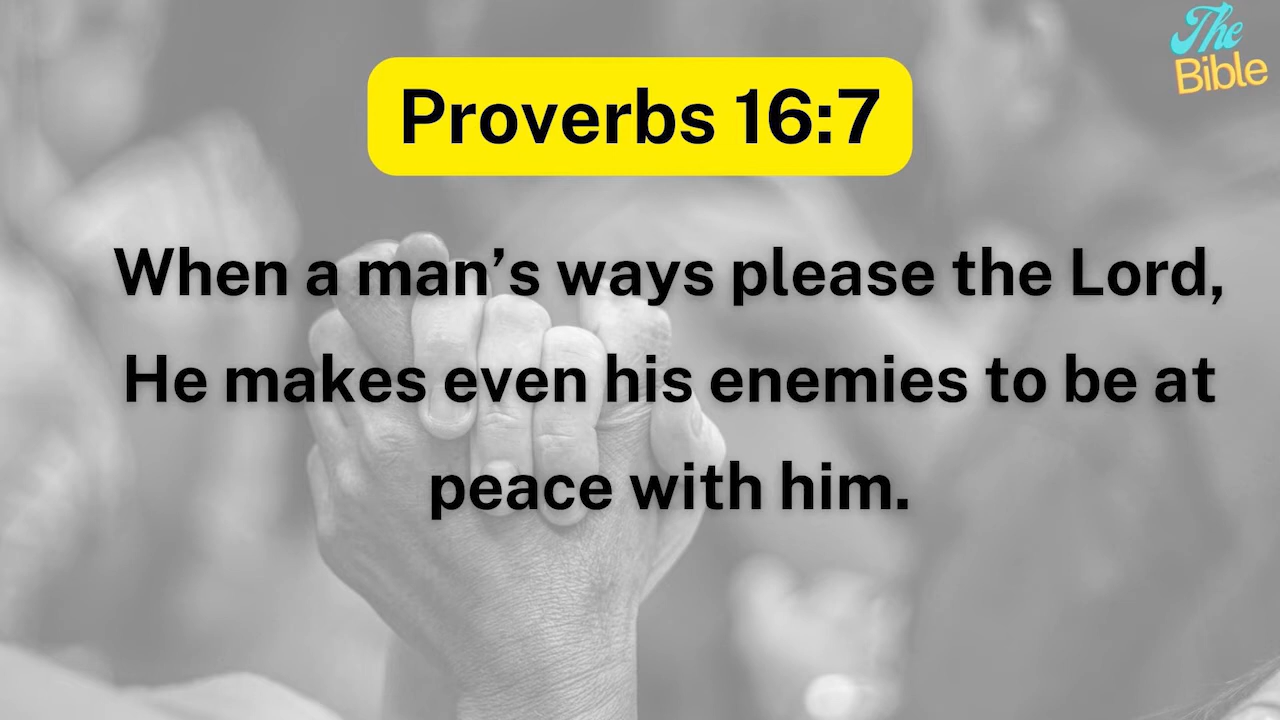 The
Bible
Proverbs 16:7
When a man’s ways please the Lord,
He makes even his enemies to be at
peace with him.